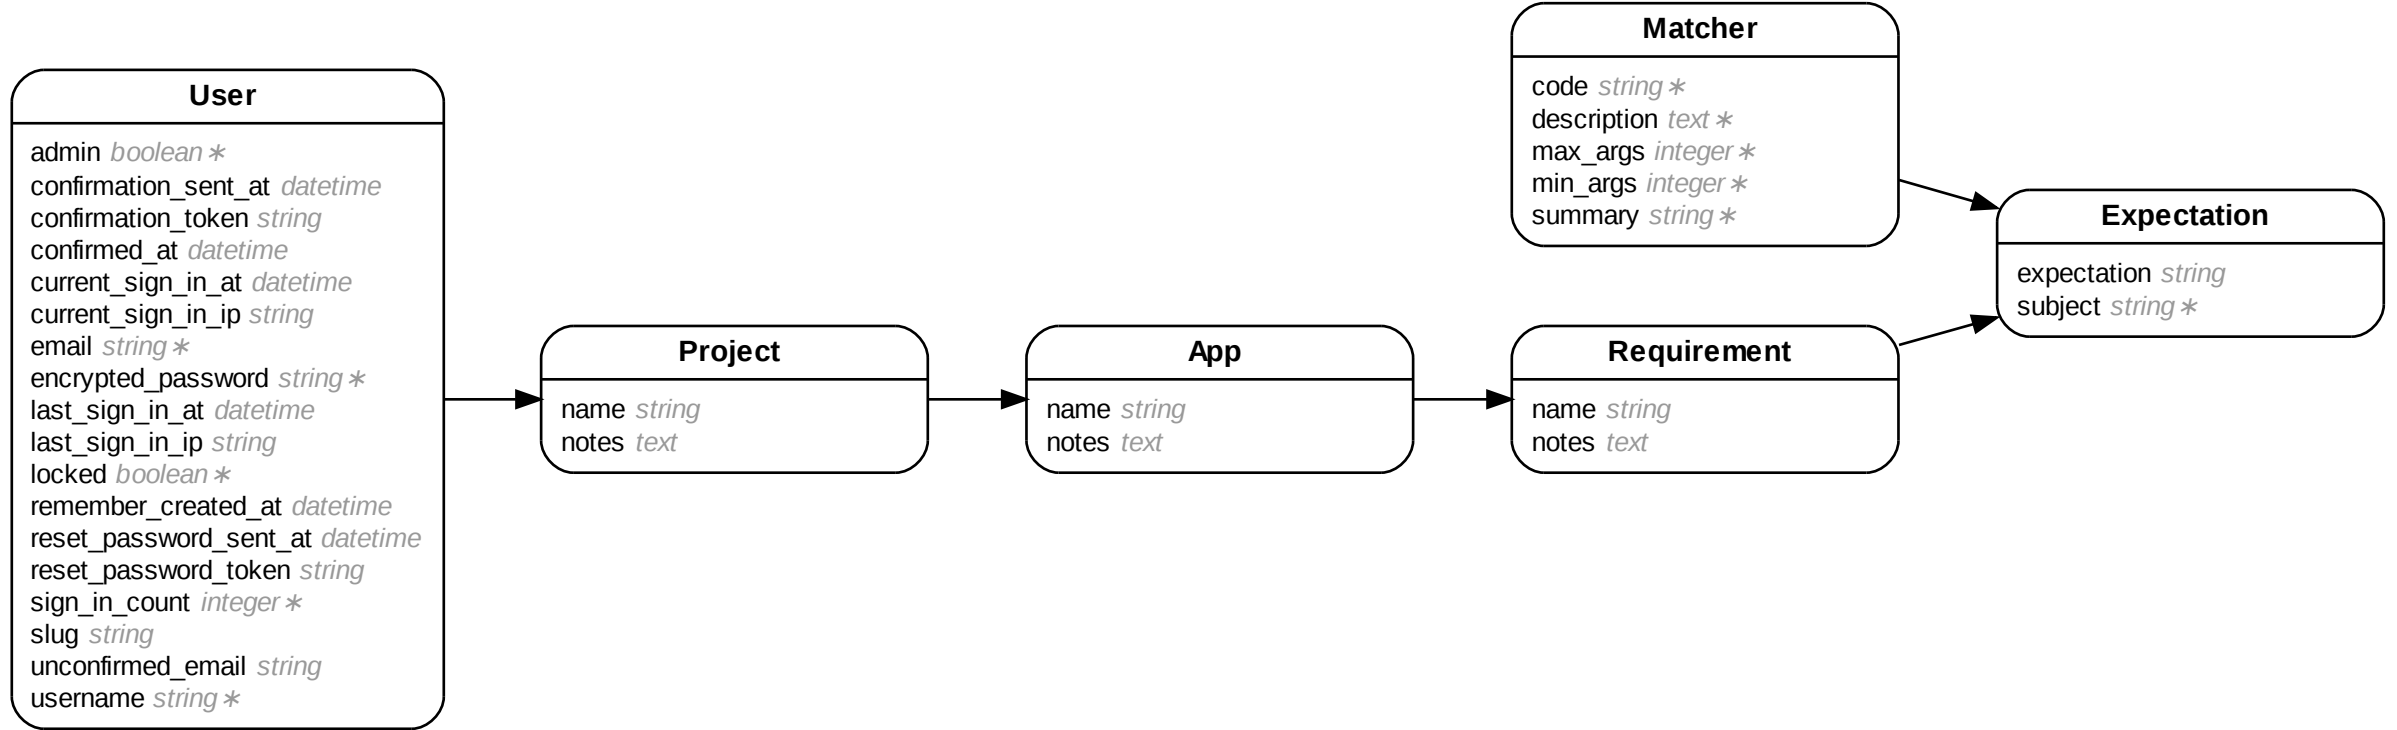 User
admin boolean ∗
confirmation_sent_at datetime
confirmation_token string
confirmed_at datetime
current_sign_in_at datetime
current_sign_in_ip string
email string ∗
encrypted_password string ∗
last_sign_in_at datetime
last_sign_in_ip string
locked boolean ∗
remember_created_at datetime
reset_password_sent_at datetime
reset_password_token string
sign_in_count integer ∗
slug string
unconfirmed_email string
username string ∗
Project
name string
notes text
App
name string
notes text
Matcher
code string ∗
description text ∗
max_args integer ∗
min_args integer ∗
summary string ∗
Requirement
name string
notes text
Expectation
expectation string
subject string ∗